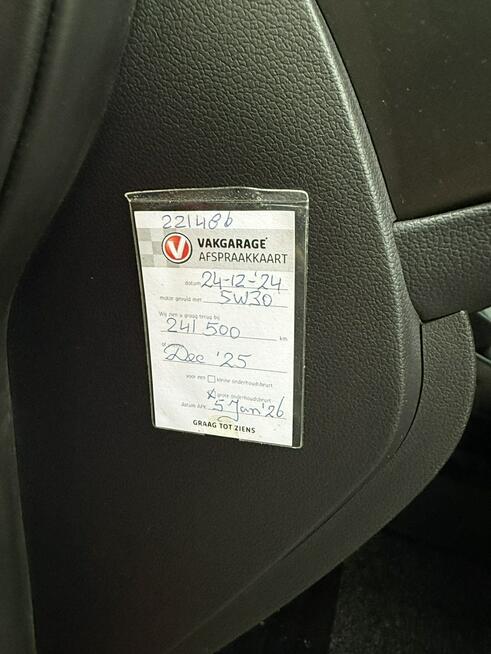 221486
V VAKGARAGE
AFSPRAAKKAART
datum 24-12-'24
motor gevuld met 5W30
Wij zien u graag terug bij
241 500 km
of Dec '25
voor een kleine onderhoudsbeurt
grote onderhoudsbeurt
datum APK 5 Jan '26
GRAAG TOT ZIENS